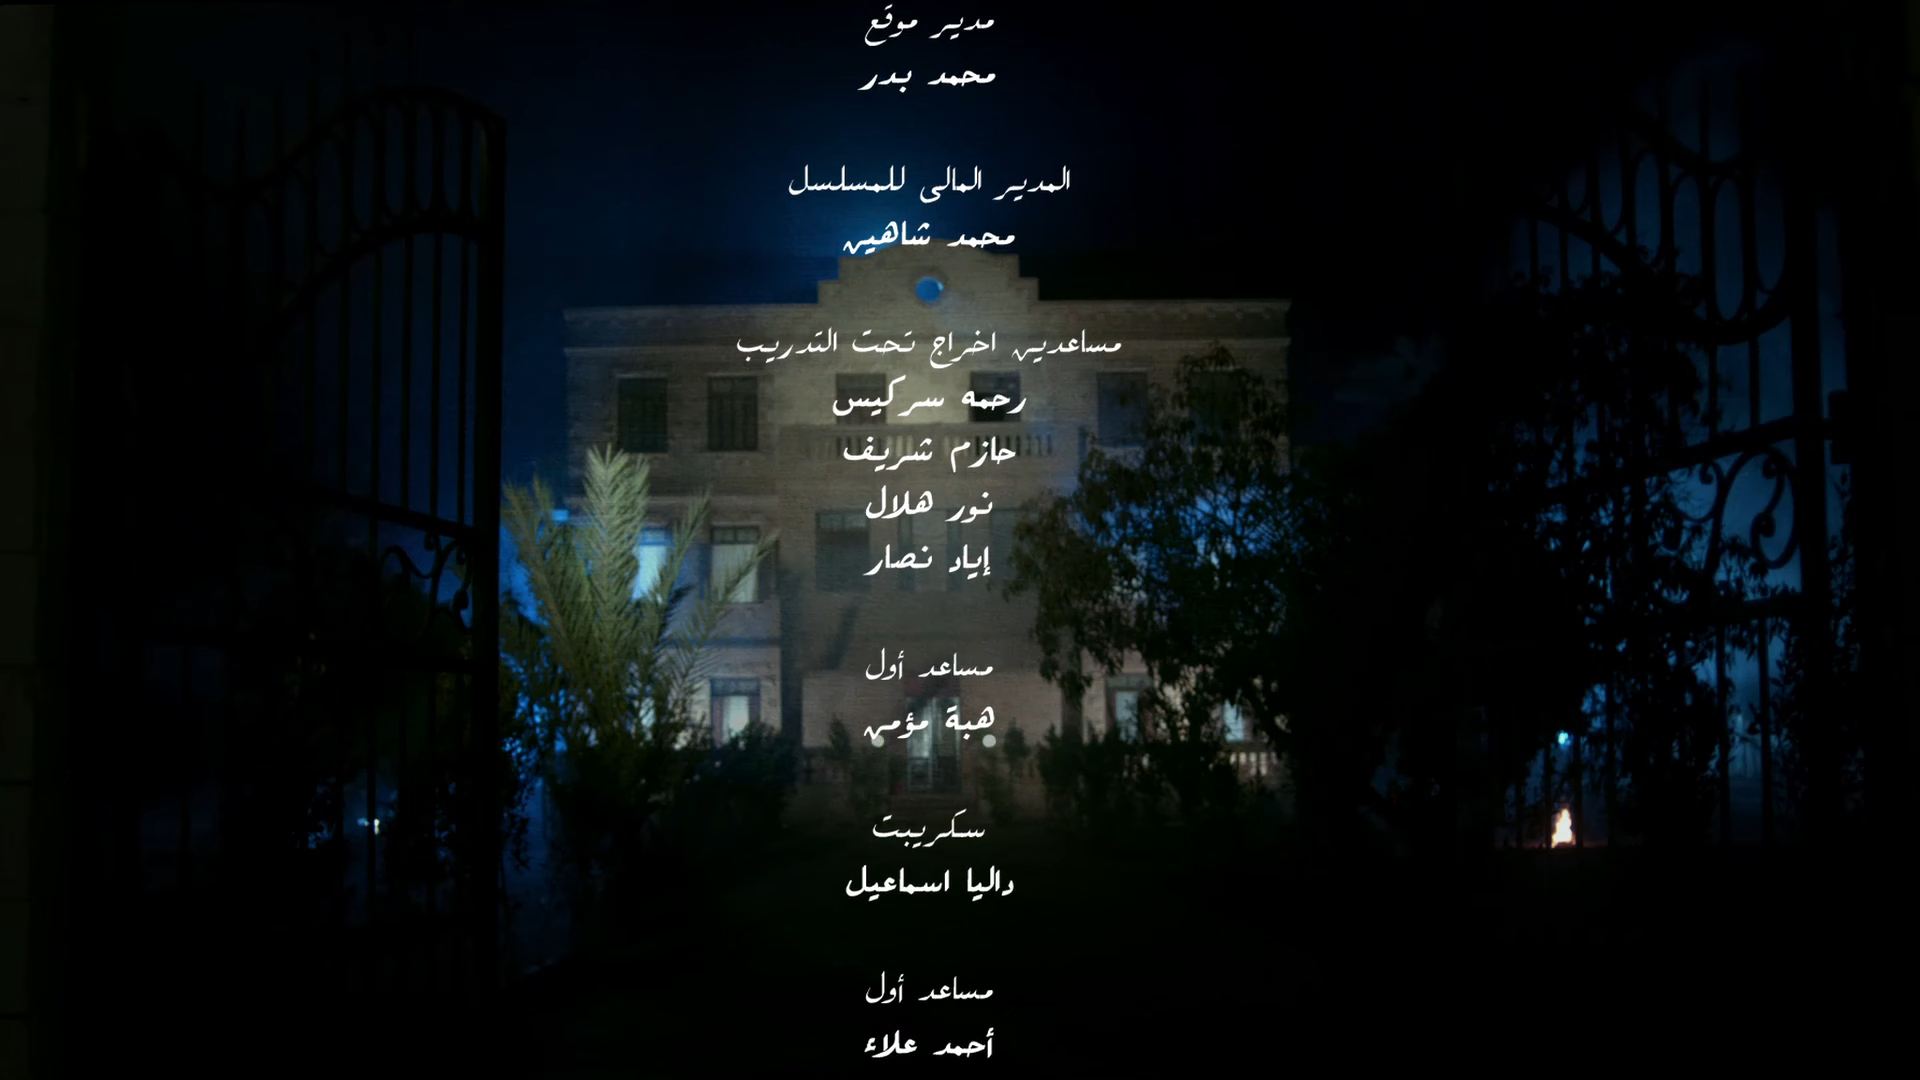 مدير موقع
محمد بدر
المدير المالى للمسلسل
محمد شاهين
مساعدين اخراج تحت التدريب
رحمه سركيس
حازم شريف
نور هلال
إياد نصار
مساعد أول
هبة مؤمن
سكريبت
داليا اسماعيل
مساعد أول
أحمد علاء